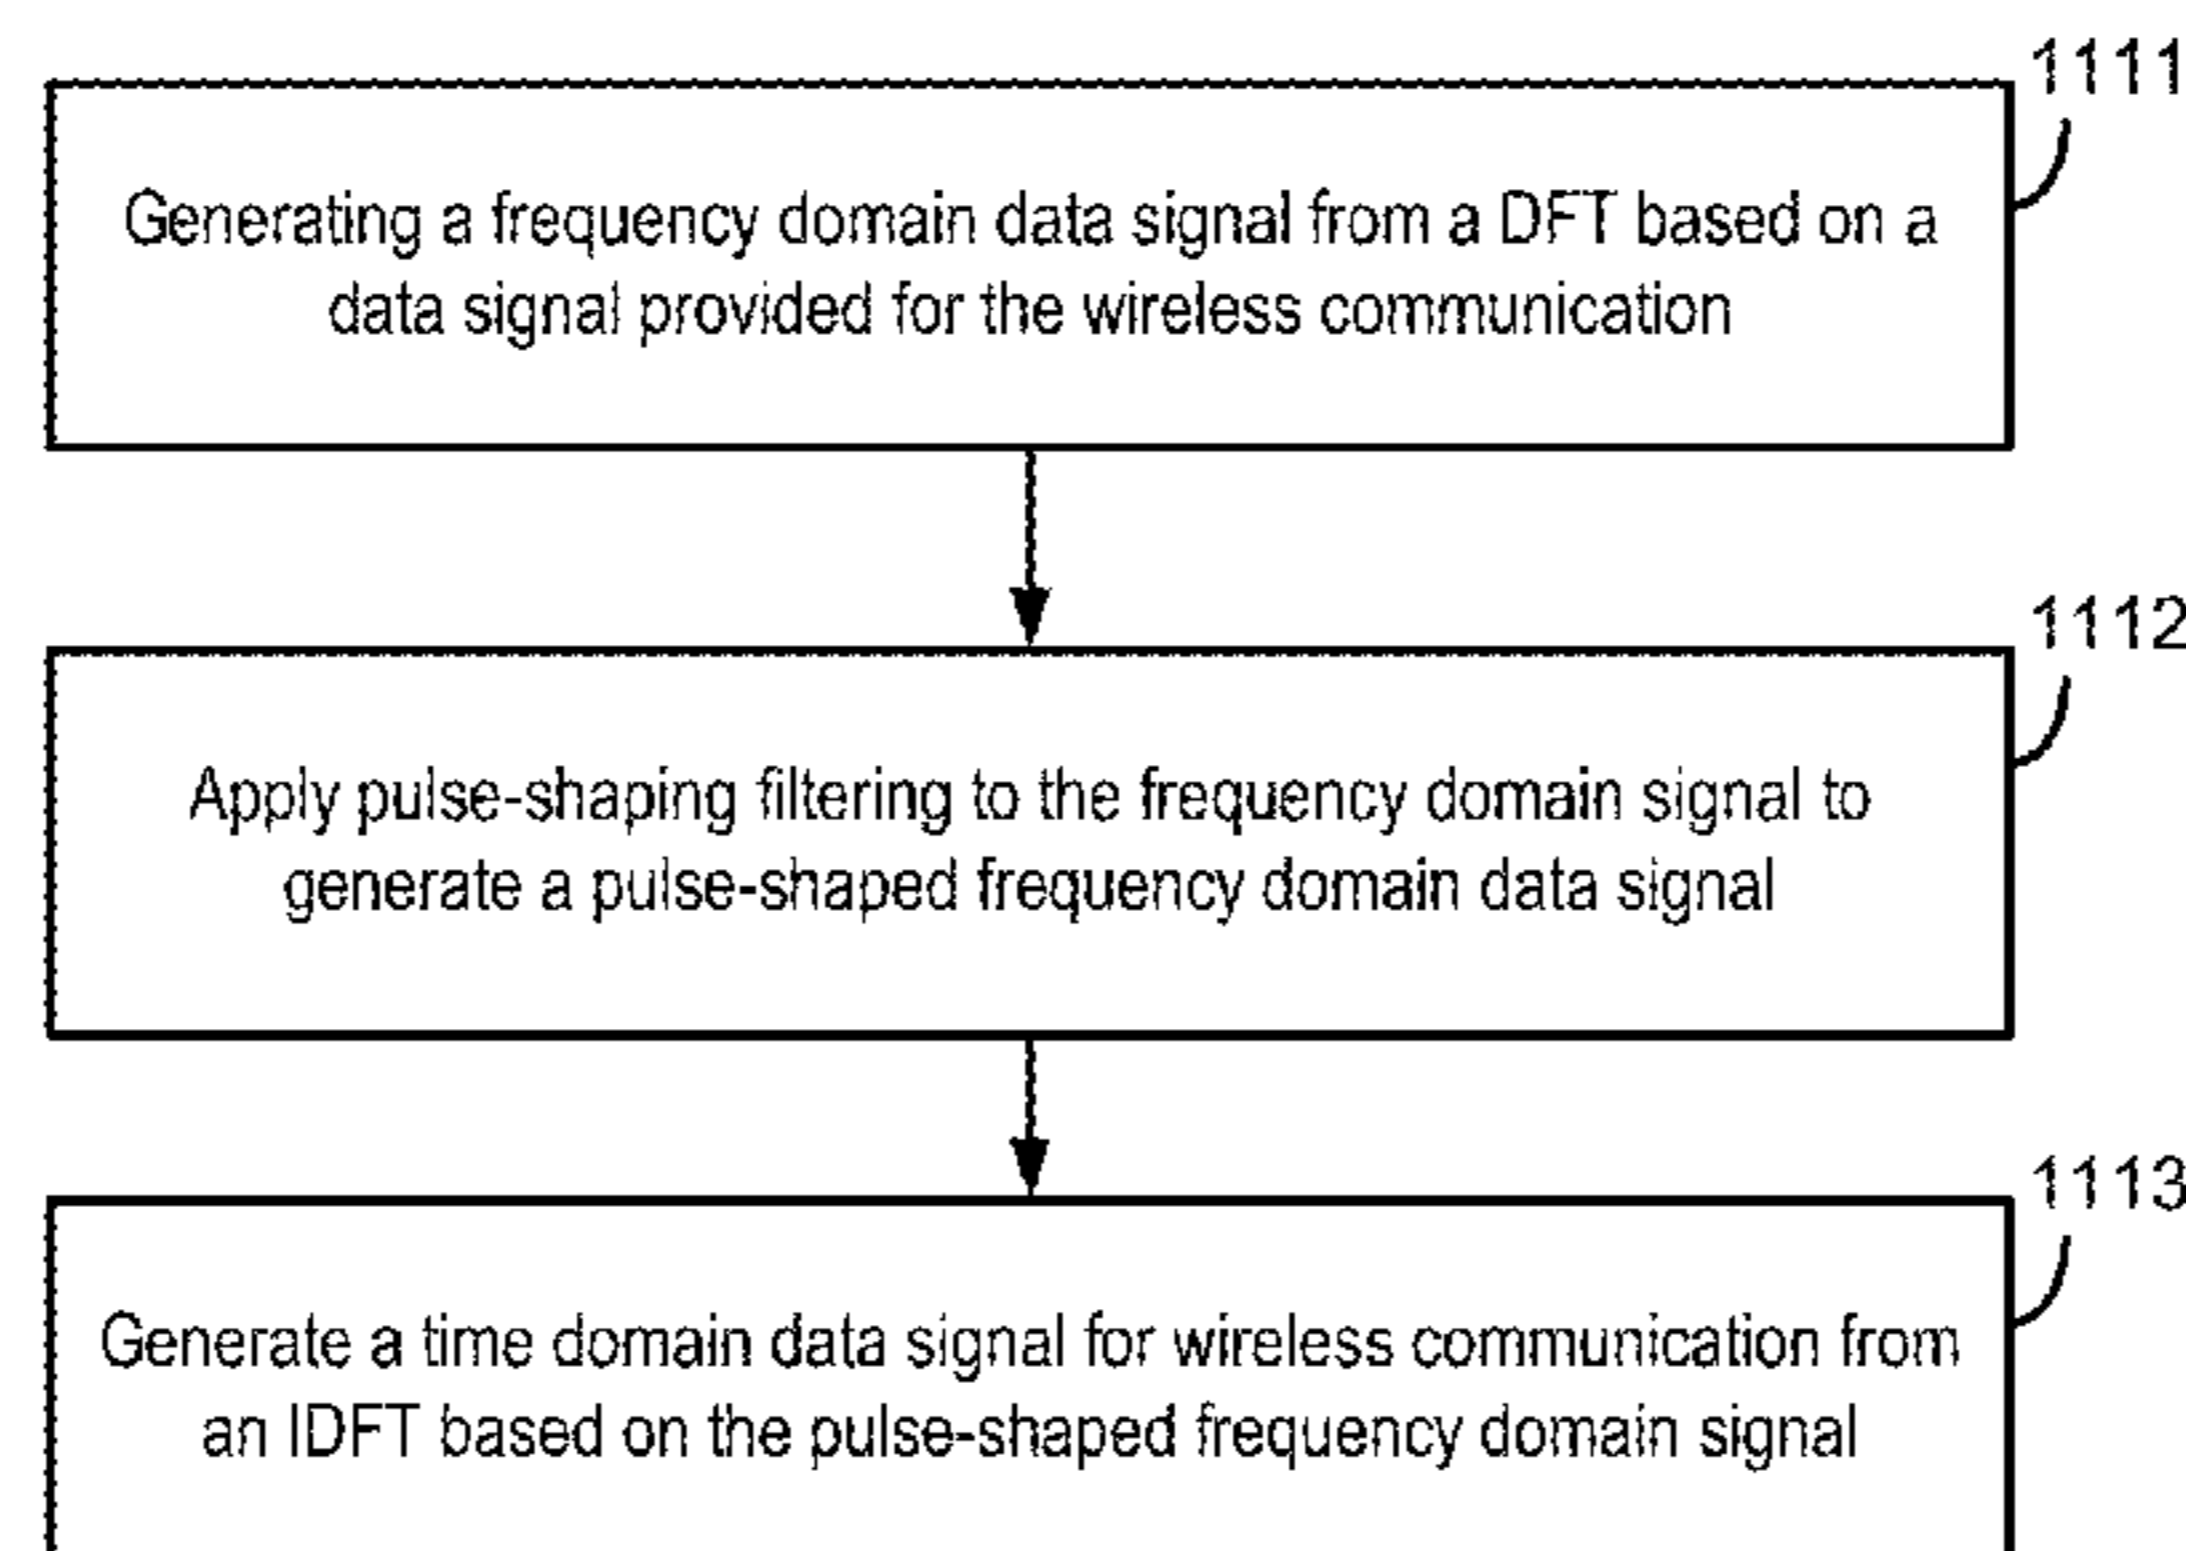 1111
Generating a frequency domain data signal from a DFT based on a
data signal provided for the wireless communication
1112
Apply pulse-shaping filtering to the frequency domain signal to
generate a pulse-shaped frequency domain data signal
1113
Generate a time domain data signal for wireless communication from
an IDFT based on the pulse-shaped frequency domain signal